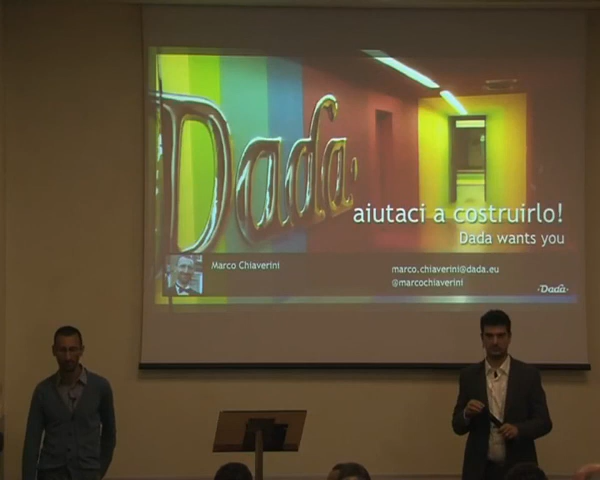 Dada.
aiutaci a costruirlo!
Dada wants you
Marco Chiaverini
marco.chiaverini@dada.eu
@marcochiaverini
·Dada·